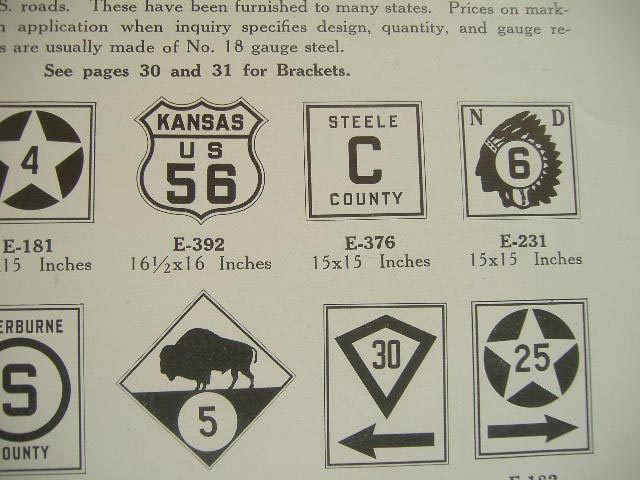 S. roads. These have been furnished to many states. Prices on mark-
application when inquiry specifies design, quantity, and gauge re-
s are usually made of No. 18 gauge steel.
See pages 30 and 31 for Brackets.
4
KANSAS
US
56
STEELE
C
COUNTY
N D
6
E-181
15 Inches
E-392
16½x16 Inches
E-376
15x15 Inches
E-231
15x15 Inches
ERBURNE
S
OUNTY
5
30
25